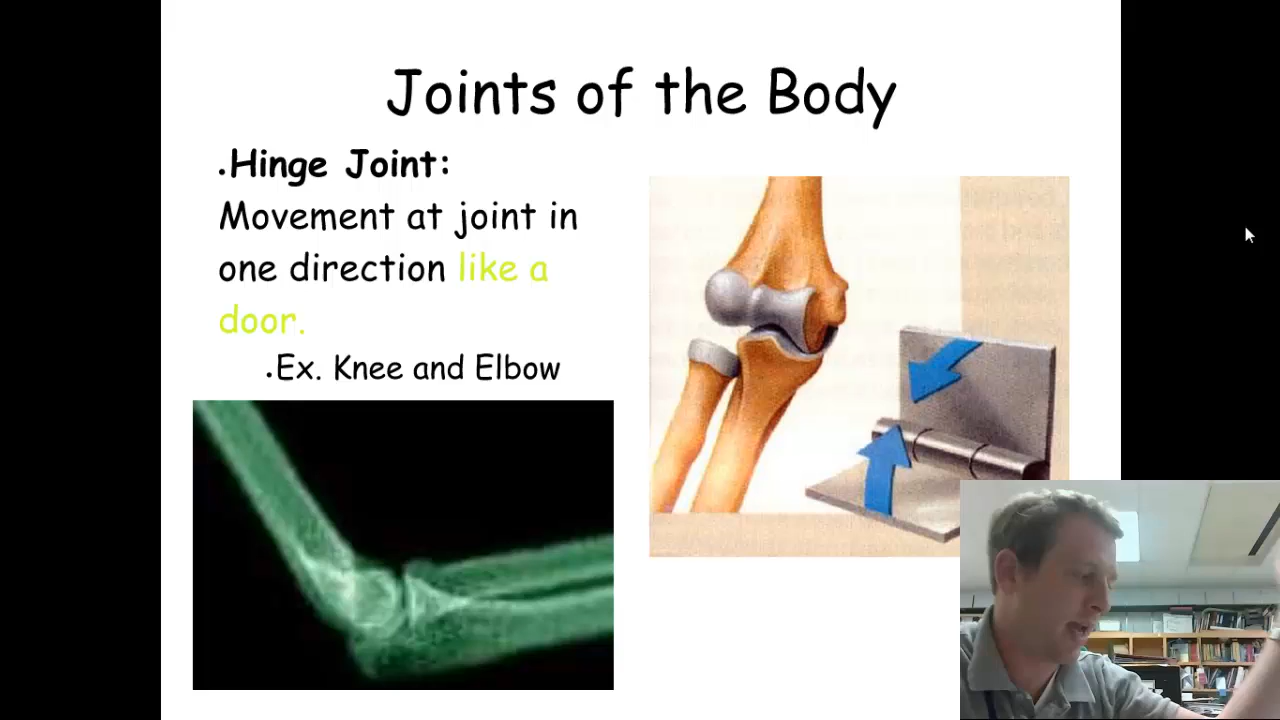 Joints of the Body
•Hinge Joint:
Movement at joint in
one direction like a
door.
•Ex. Knee and Elbow